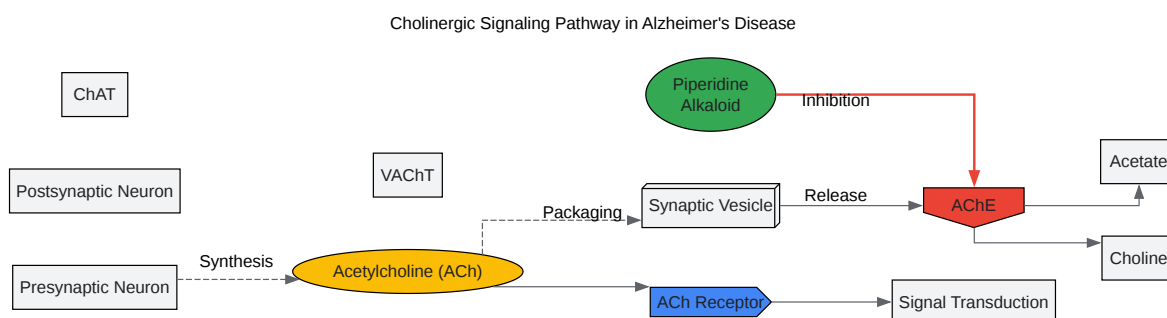 Cholinergic Signaling Pathway in Alzheimer's Disease
ChAT
Piperidine
Alkaloid
Inhibition
Acetate
Postsynaptic Neuron
VAChT
Packaging
Synaptic Vesicle
Release
AChE
Synthesis
Acetylcholine (ACh)
Choline
Presynaptic Neuron
ACh Receptor
Signal Transduction